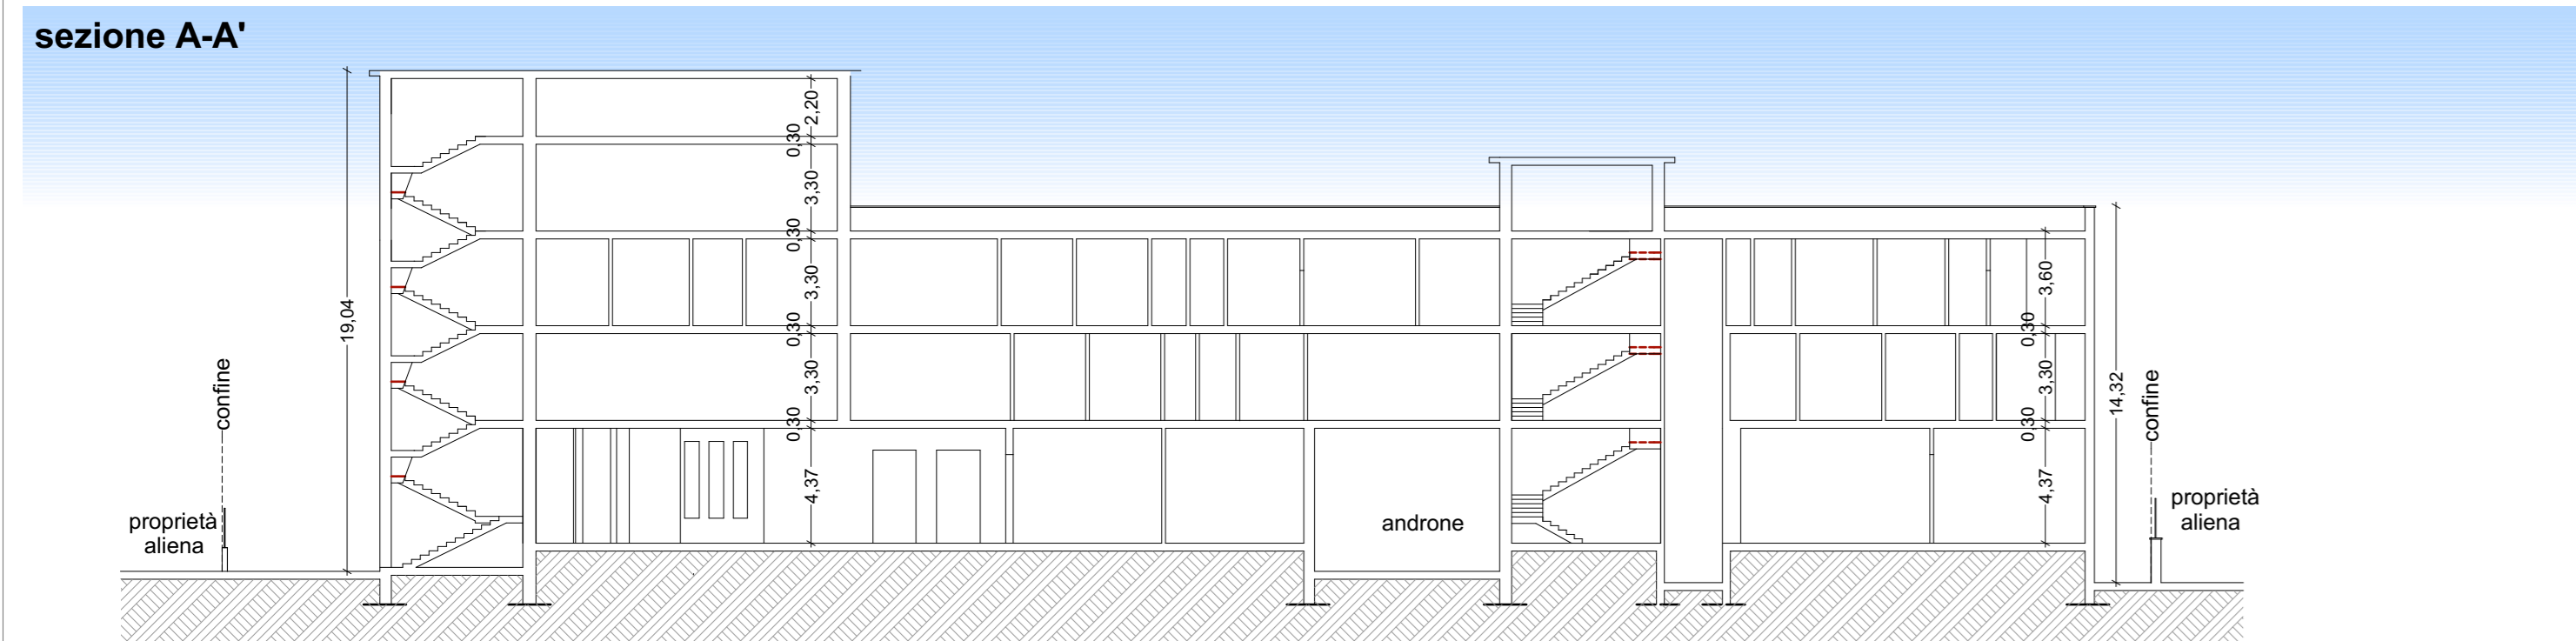 sezione A-A'
19,04
2,20
0,30
3,30
0,30
3,30
0,30
3,30
0,30
4,37
3,60
0,30
3,30
0,30
4,37
14,32
confine
confine
proprietà
aliena
androne
proprietà
aliena